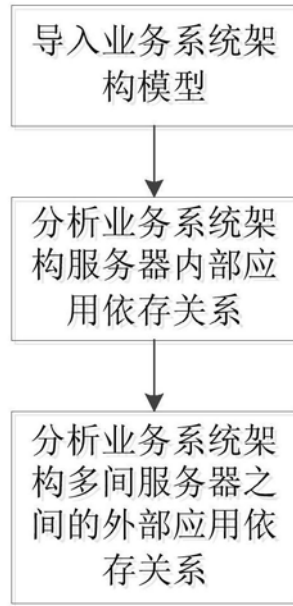 导入业务系统架
构模型
分析业务系统架
构服务器内部应
用依存关系
分析业务系统架
构多间服务器之
间的外部应用依
存关系